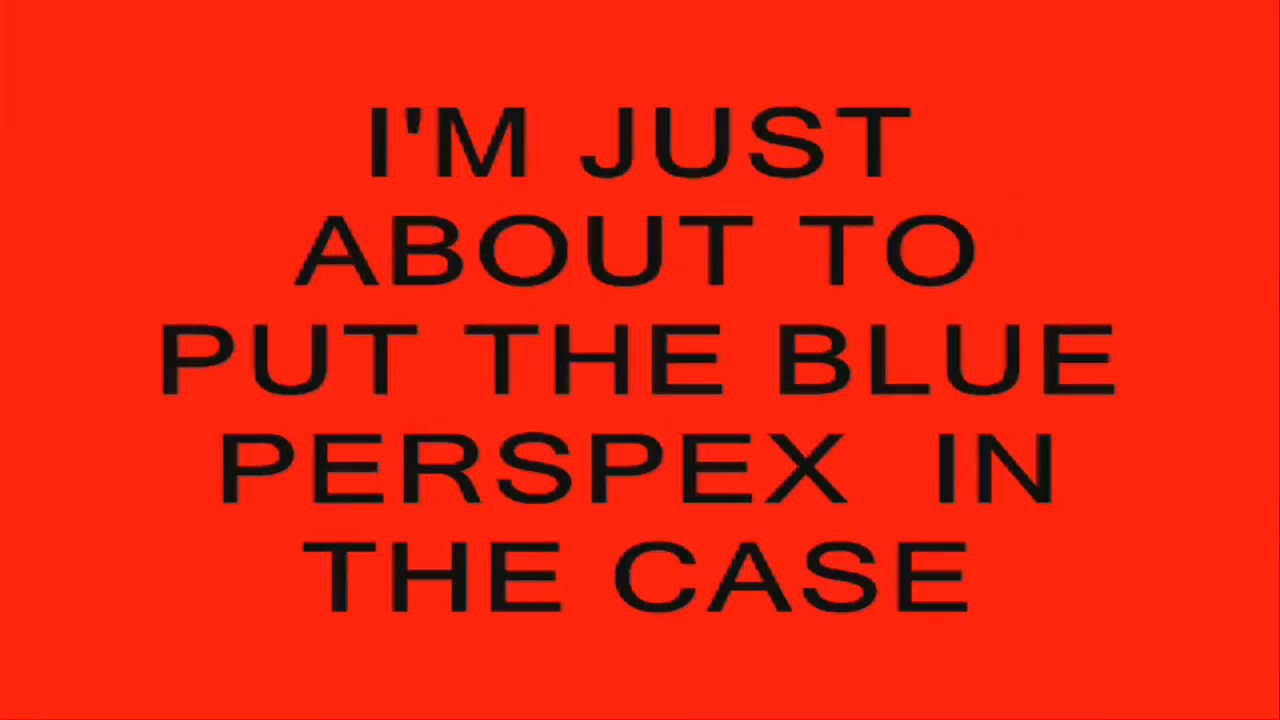 I'M JUST
ABOUT TO
PUT THE BLUE
PERSPEX IN
THE CASE